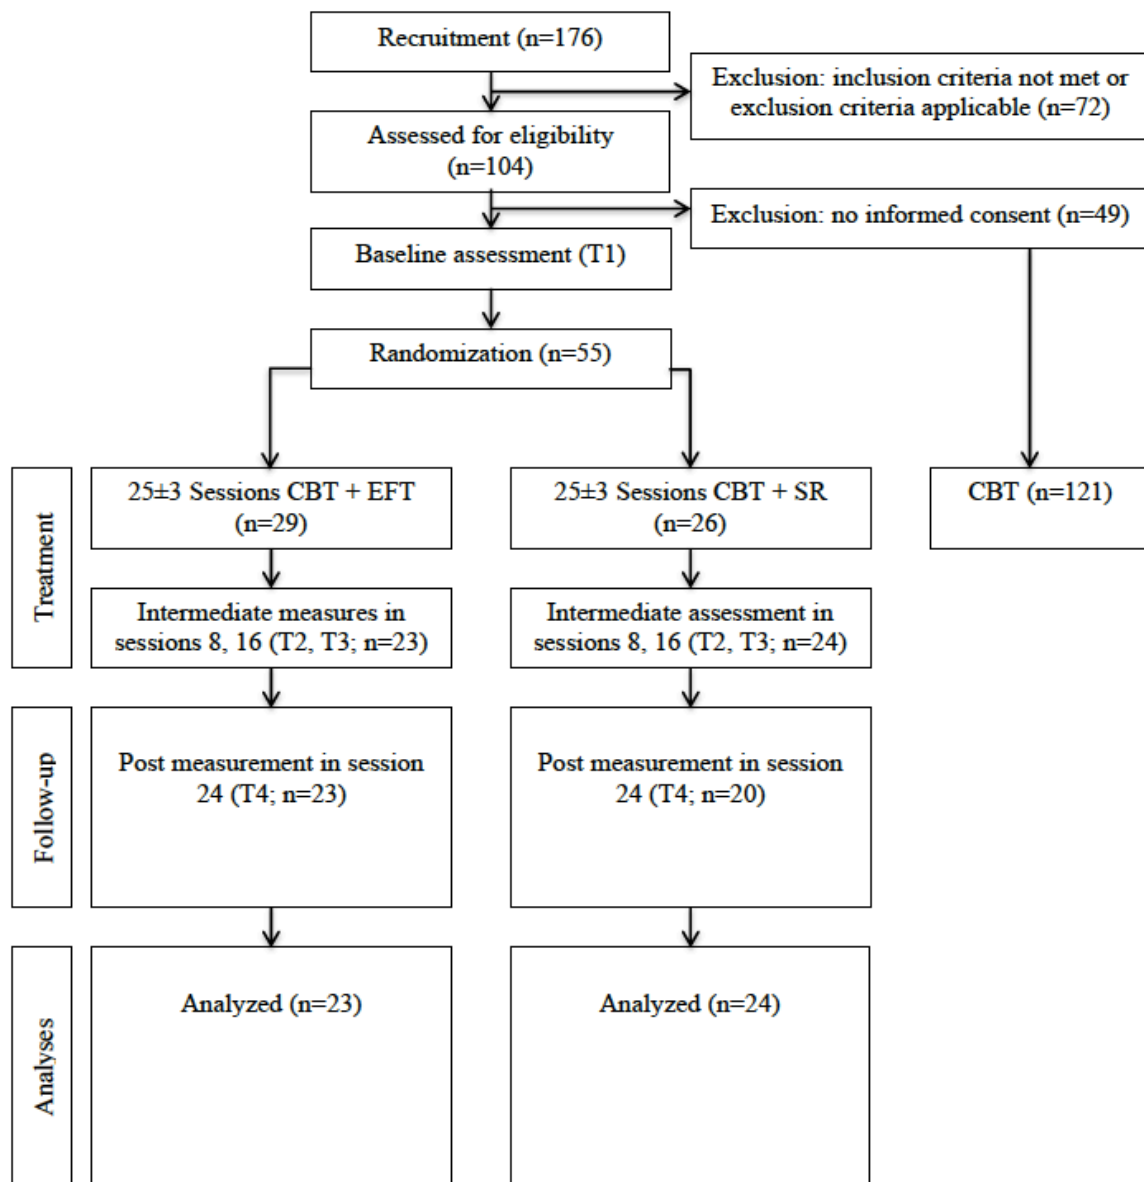 Recruitment (n=176)
Exclusion: inclusion criteria not met or
exclusion criteria applicable (n=72)
Assessed for eligibility
(n=104)
Exclusion: no informed consent (n=49)
Baseline assessment (T1)
Randomization (n=55)
Treatment
25±3 Sessions CBT + EFT
(n=29)
25±3 Sessions CBT + SR
(n=26)
CBT (n=121)
Intermediate measures in
sessions 8, 16 (T2, T3; n=23)
Intermediate assessment in
sessions 8, 16 (T2, T3; n=24)
Follow-up
Post measurement in session
24 (T4; n=23)
Post measurement in session
24 (T4; n=20)
Analyses
Analyzed (n=23)
Analyzed (n=24)